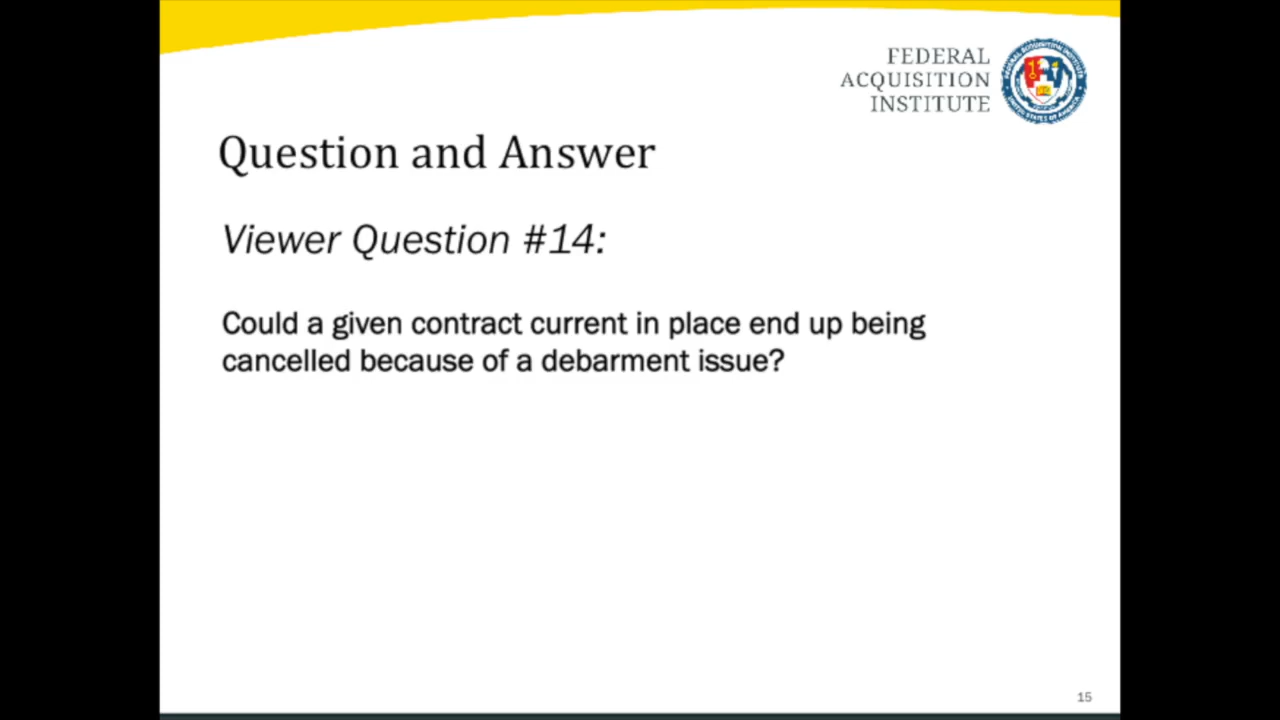 FEDERAL
ACQUISITION
INSTITUTE
Question and Answer
Viewer Question #14:
Could a given contract current in place end up being
cancelled because of a debarment issue?
15